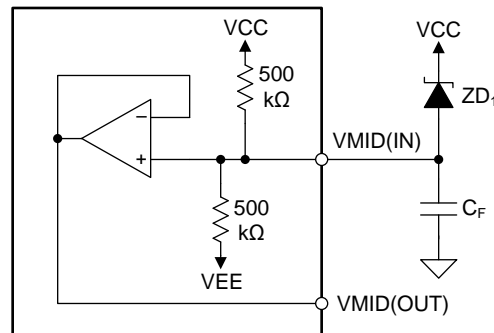 VCC
500
kΩ
VCC
ZD1
−
+
VMID(IN)
500
kΩ
CF
VEE
VMID(OUT)